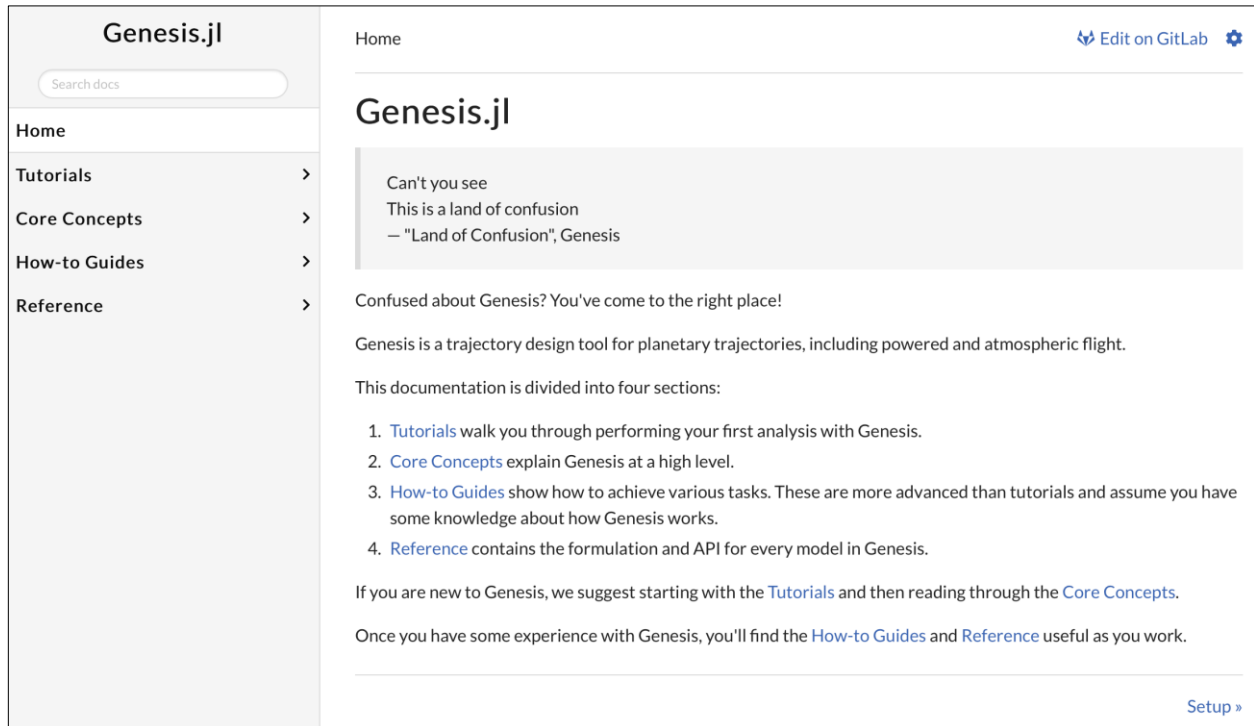 Genesis.jl
Search docs
Home
Tutorials
Core Concepts
How-to Guides
Reference
Home
Edit on GitLab
Genesis.jl
Can't you see
This is a land of confusion
— "Land of Confusion", Genesis
Confused about Genesis? You've come to the right place!
Genesis is a trajectory design tool for planetary trajectories, including powered and atmospheric flight.
This documentation is divided into four sections:
1. Tutorials walk you through performing your first analysis with Genesis.
2. Core Concepts explain Genesis at a high level.
3. How-to Guides show how to achieve various tasks. These are more advanced than tutorials and assume you have
some knowledge about how Genesis works.
4. Reference contains the formulation and API for every model in Genesis.
If you are new to Genesis, we suggest starting with the Tutorials and then reading through the Core Concepts.
Once you have some experience with Genesis, you'll find the How-to Guides and Reference useful as you work.
Setup »